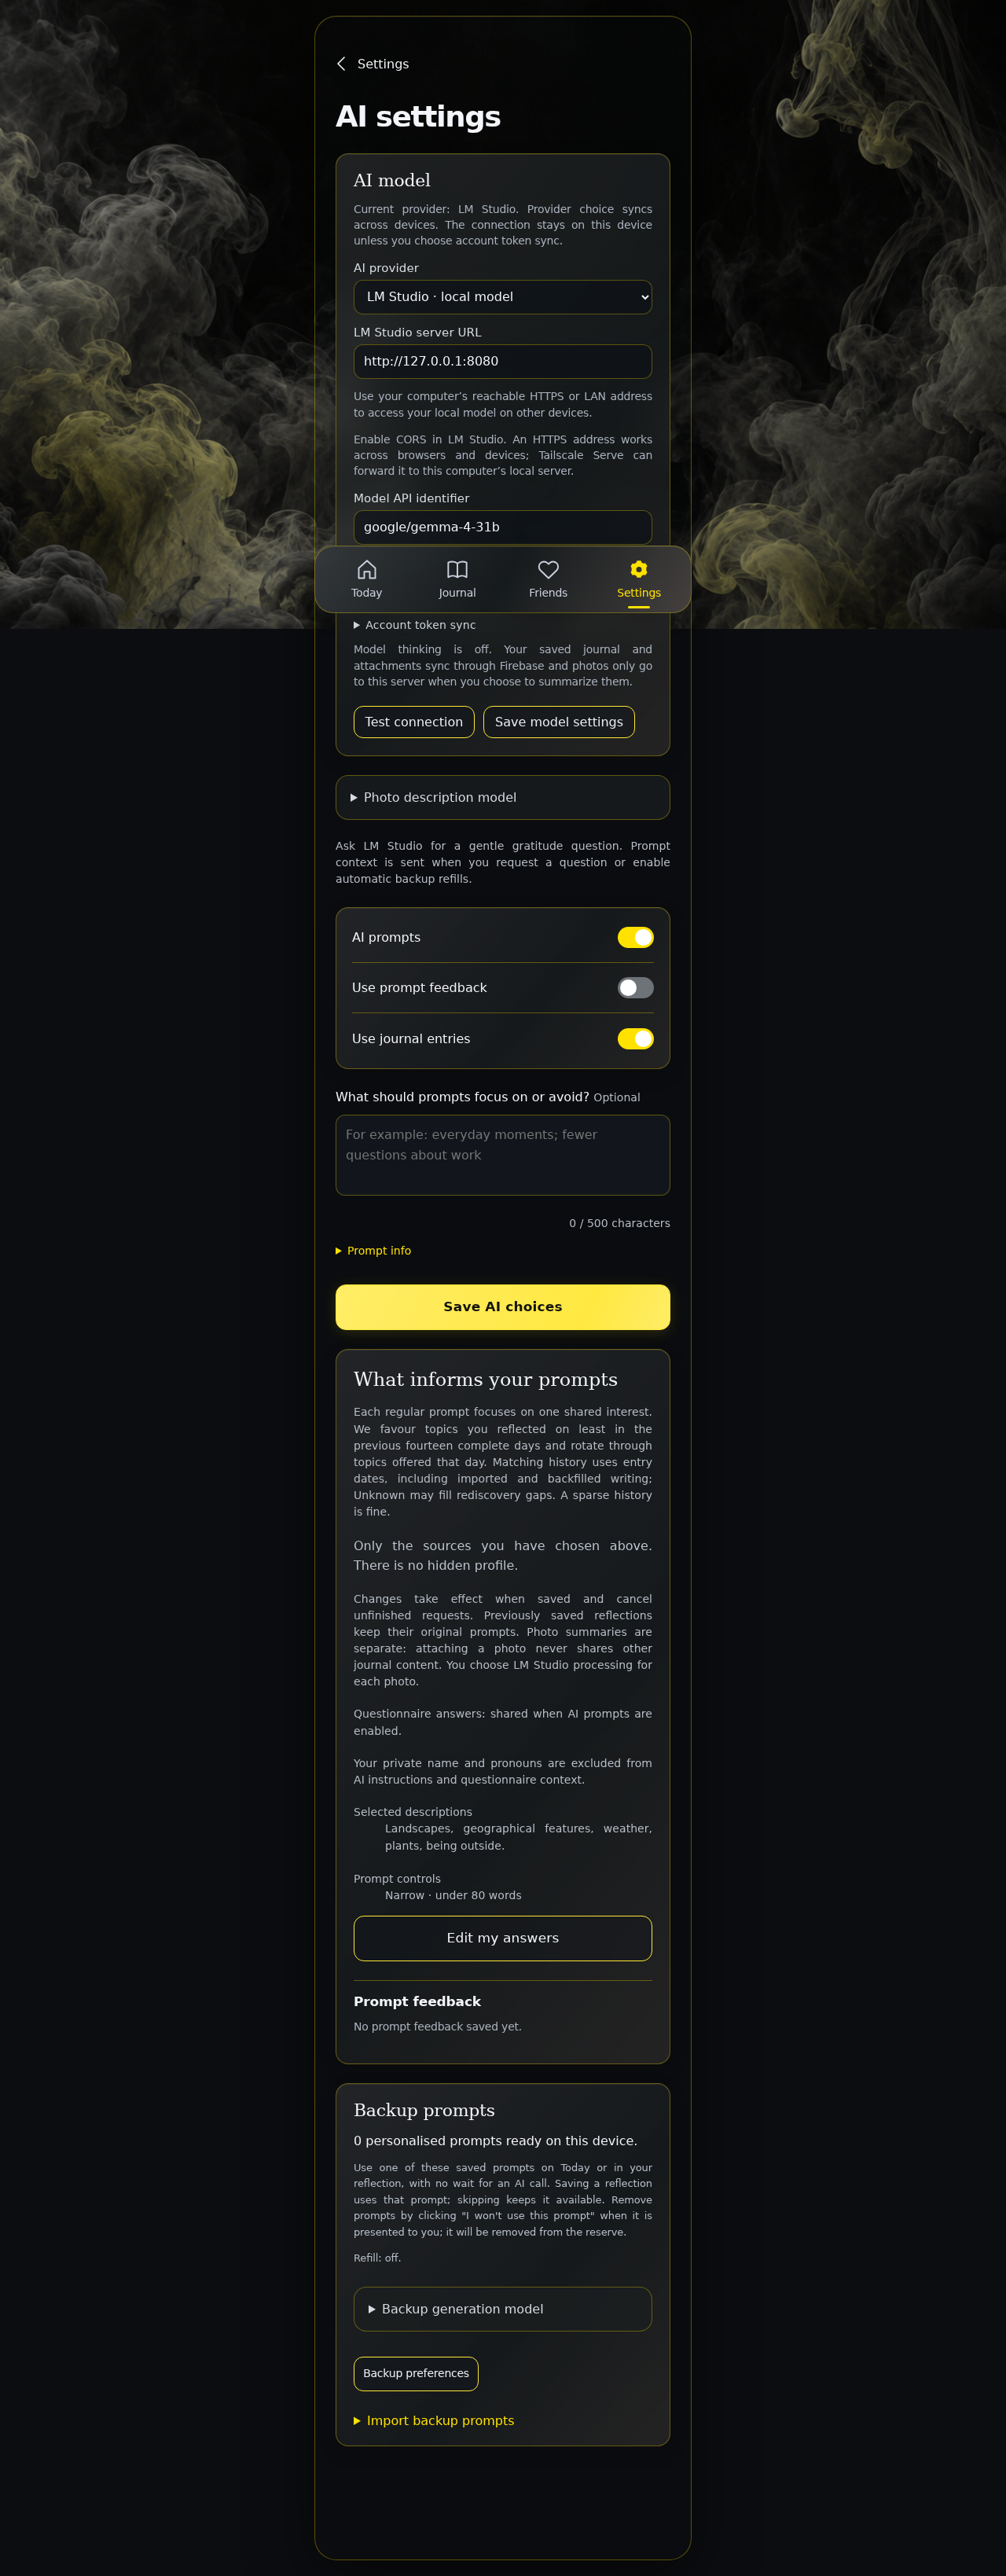 Settings
AI settings
AI model
Current provider: LM Studio. Provider choice syncs
across devices. The connection stays on this device
unless you choose account token sync.
AI provider
LM Studio · local model
LM Studio server URL
http://127.0.0.1:8080
Use your computer’s reachable HTTPS or LAN address
to access your local model on other devices.
Enable CORS in LM Studio. An HTTPS address works
across browsers and devices; Tailscale Serve can
forward it to this computer’s local server.
Model API identifier
google/gemma-4-31b
Today
Journal
Friends
Settings
Account token sync
Model thinking is off. Your saved journal and
attachments sync through Firebase and photos only go
to this server when you choose to summarize them.
Test connection
Save model settings
Photo description model
Ask LM Studio for a gentle gratitude question. Prompt
context is sent when you request a question or enable
automatic backup refills.
AI prompts
Use prompt feedback
Use journal entries
What should prompts focus on or avoid? Optional
For example: everyday moments; fewer
questions about work
0 / 500 characters
Prompt info
Save AI choices
What informs your prompts
Each regular prompt focuses on one shared interest.
We favour topics you reflected on least in the
previous fourteen complete days and rotate through
topics offered that day. Matching history uses entry
dates, including imported and backfilled writing;
Unknown may fill rediscovery gaps. A sparse history
is fine.
Only the sources you have chosen above.
There is no hidden profile.
Changes take effect when saved and cancel
unfinished requests. Previously saved reflections
keep their original prompts. Photo summaries are
separate: attaching a photo never shares other
journal content. You choose LM Studio processing for
each photo.
Questionnaire answers: shared when AI prompts are
enabled.
Your private name and pronouns are excluded from
AI instructions and questionnaire context.
Selected descriptions
Landscapes, geographical features, weather,
plants, being outside.
Prompt controls
Narrow · under 80 words
Edit my answers
Prompt feedback
No prompt feedback saved yet.
Backup prompts
0 personalised prompts ready on this device.
Use one of these saved prompts on Today or in your
reflection, with no wait for an AI call. Saving a reflection
uses that prompt; skipping keeps it available. Remove
prompts by clicking "I won't use this prompt" when it is
presented to you; it will be removed from the reserve.
Refill: off.
Backup generation model
Backup preferences
Import backup prompts